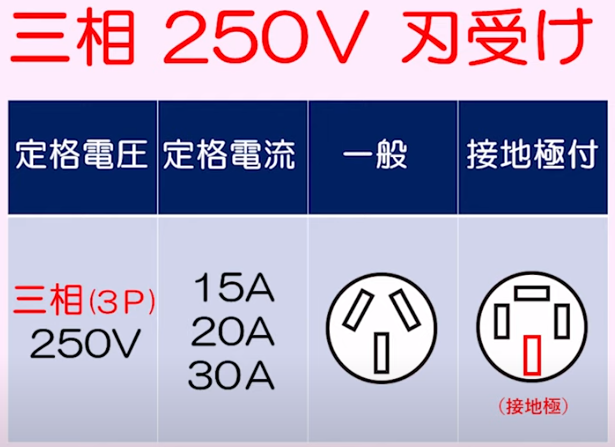 三相 250V 刃受け
定格電圧 定格電流 一般 接地極付
三相(3P)
250V
15A
20A
30A
(接地極)